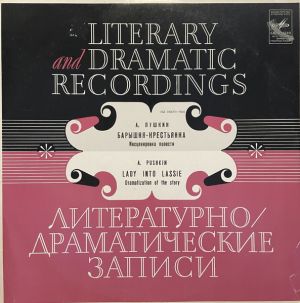 LITERARY
and DRAMATIC
RECORDINGS
А. ПУШКИН
БАРЫШНЯ-КРЕСТЬЯНКА
Инсценировка повести
A. PUSHKIN
LADY INTO LASSIE
Dramatization of the story
ЛИТЕРАТУРНО/
ДРАМАТИЧЕСКИЕ
ЗАПИСИ